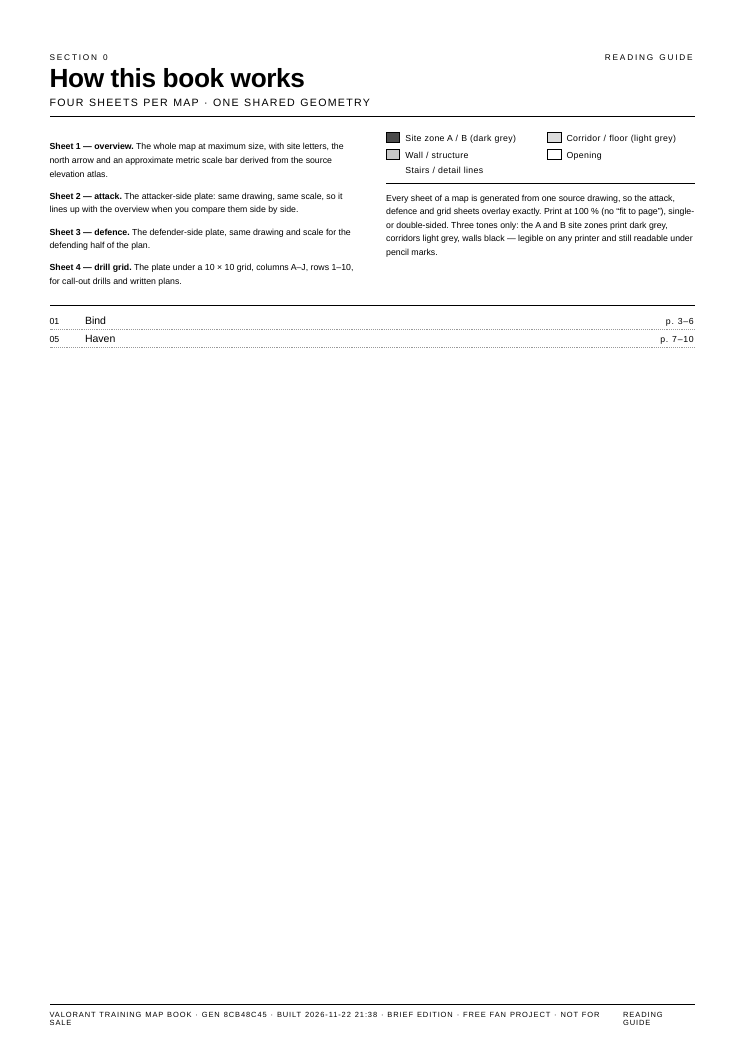 SECTION 0
READING GUIDE
How this book works
FOUR SHEETS PER MAP · ONE SHARED GEOMETRY
Sheet 1 — overview. The whole map at maximum size, with site letters, the
north arrow and an approximate metric scale bar derived from the source
elevation atlas.
Sheet 2 — attack. The attacker-side plate: same drawing, same scale, so it
lines up with the overview when you compare them side by side.
Sheet 3 — defence. The defender-side plate, same drawing and scale for the
defending half of the plan.
Sheet 4 — drill grid. The plate under a 10 × 10 grid, columns A–J, rows 1–10,
for call-out drills and written plans.
Site zone A / B (dark grey)
Corridor / floor (light grey)
Wall / structure
Opening
Stairs / detail lines
Every sheet of a map is generated from one source drawing, so the attack,
defence and grid sheets overlay exactly. Print at 100 % (no “fit to page”), single-
or double-sided. Three tones only: the A and B site zones print dark grey,
corridors light grey, walls black — legible on any printer and still readable under
pencil marks.
01 Bind p. 3–6
05 Haven p. 7–10
VALORANT TRAINING MAP BOOK · GEN 8CB48C45 · BUILT 2026-11-22 21:38 · BRIEF EDITION · FREE FAN PROJECT · NOT FOR
SALE
READING
GUIDE